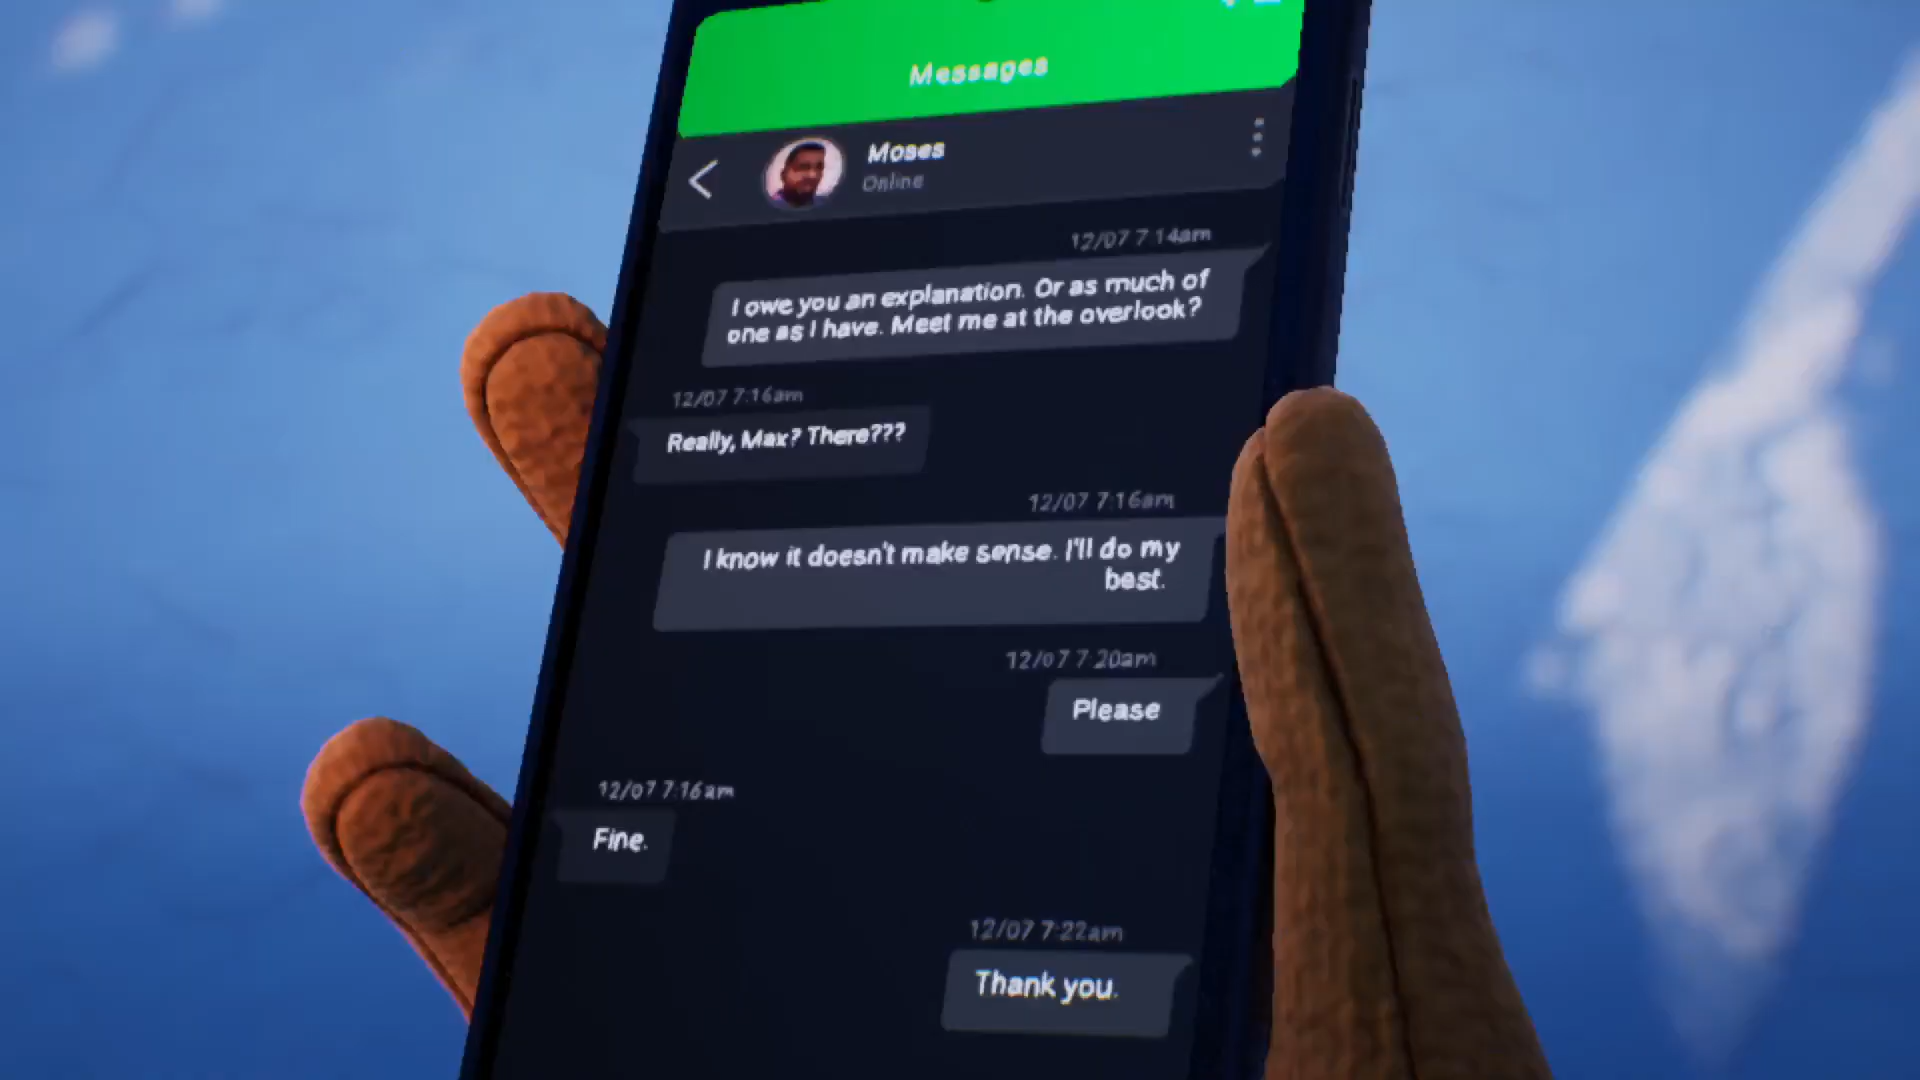 Messages
Moses
Online
12/07 7:14am
I owe you an explanation. Or as much of
one as I have. Meet me at the overlook?
12/07 7:16am
Really, Max? There???
12/07 7:16am
I know it doesn't make sense. I'll do my
best.
12/07 7:20am
Please
12/07 7:16am
Fine.
12/07 7:22am
Thank you.